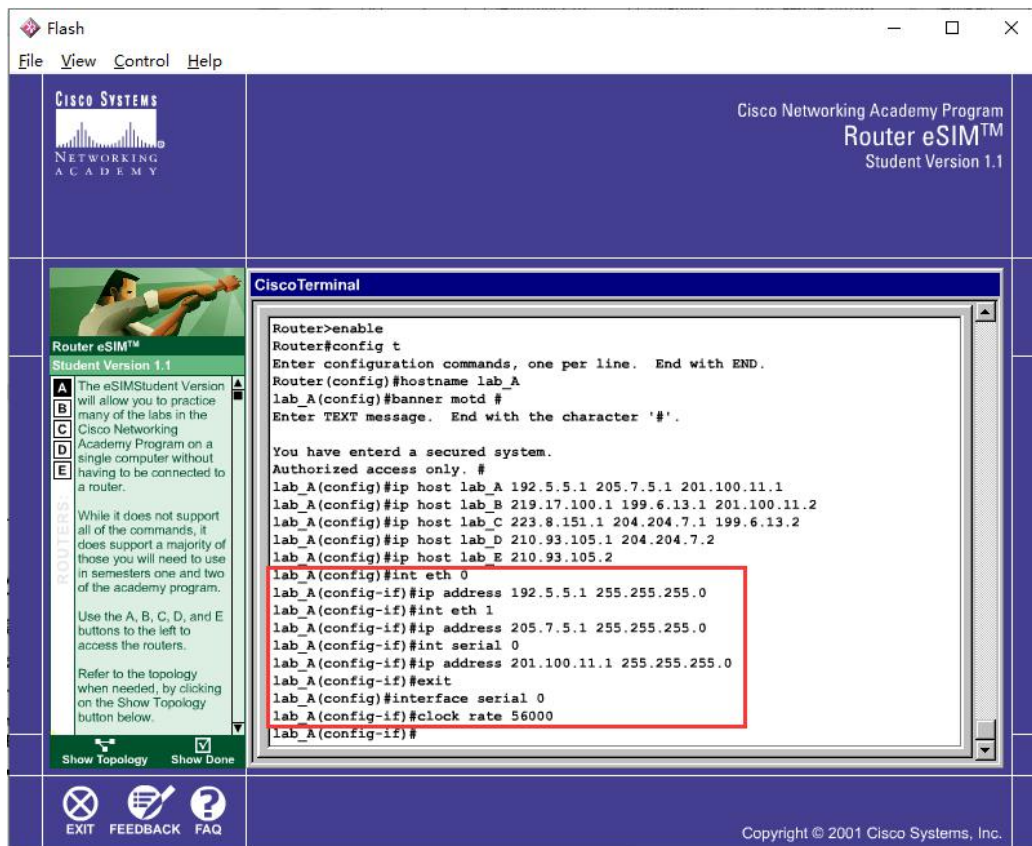 Flash
File View Control Help
CISCO SYSTEMS
NETWORKING
ACADEMY
Cisco Networking Academy Program
Router eSIM™
Student Version 1.1
Router eSIM™
Student Version 1.1
A
B
C
D
E
ROUTERS:
The eSIMStudent Version
will allow you to practice
many of the labs in the
Cisco Networking
Academy Program on a
single computer without
having to be connected to
a router.
While it does not support
all of the commands, it
does support a majority of
those you will need to use
in semesters one and two
of the academy program.
Use the A, B, C, D, and E
buttons to the left to
access the routers.
Refer to the topology
when needed, by clicking
on the Show Topology
button below.
Show Topology Show Done
CiscoTerminal
Router>enable
Router#config t
Enter configuration commands, one per line. End with END.
Router(config)#hostname lab_A
lab_A(config)#banner motd #
Enter TEXT message. End with the character '#'.
You have enterd a secured system.
Authorized access only. #
lab_A(config)#ip host lab_A 192.5.5.1 205.7.5.1 201.100.11.1
lab_A(config)#ip host lab_B 219.17.100.1 199.6.13.1 201.100.11.2
lab_A(config)#ip host lab_C 223.8.151.1 204.204.7.1 199.6.13.2
lab_A(config)#ip host lab_D 210.93.105.1 204.204.7.2
lab_A(config)#ip host lab_E 210.93.105.2
lab_A(config)#int eth 0
lab_A(config-if)#ip address 192.5.5.1 255.255.255.0
lab_A(config-if)#int eth 1
lab_A(config-if)#ip address 205.7.5.1 255.255.255.0
lab_A(config-if)#int serial 0
lab_A(config-if)#ip address 201.100.11.1 255.255.255.0
lab_A(config-if)#exit
lab_A(config)#interface serial 0
lab_A(config-if)#clock rate 56000
lab_A(config-if)#
EXIT FEEDBACK FAQ
Copyright © 2001 Cisco Systems, Inc.